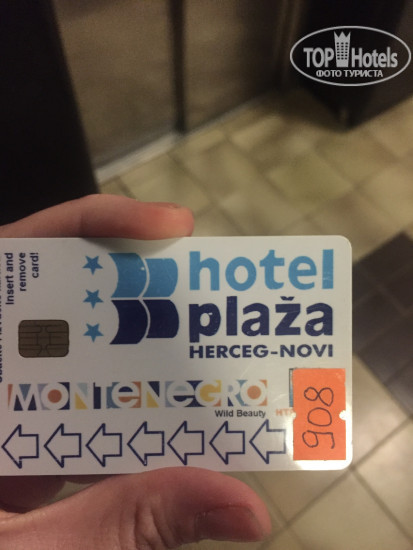 TOP Hotels
ФОТО ТУРИСТА
Insert and
remove
card!
hotel
plaža
HERCEG-NOVI
MONTENEGRO
Wild Beauty
908